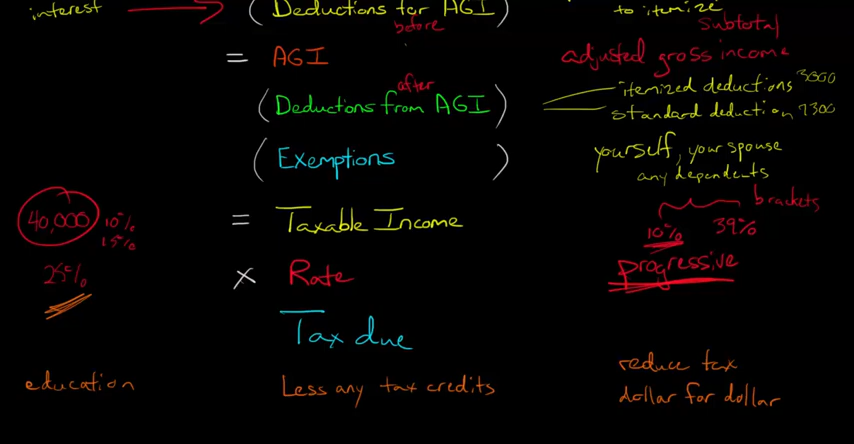 interest
(Deductions for AGI)
to itemize
before
Subtotal
= AGI
adjusted gross income
after
(Deductions from AGI)
itemized deductions 3000
standard deduction 7300
(Exemptions)
yourself, your spouse
any dependents
40,000 10%
15%
= Taxable Income
brackets
10% 39%
25%
x Rate
progressive
Tax due
education
Less any tax credits
reduce tax
dollar for dollar